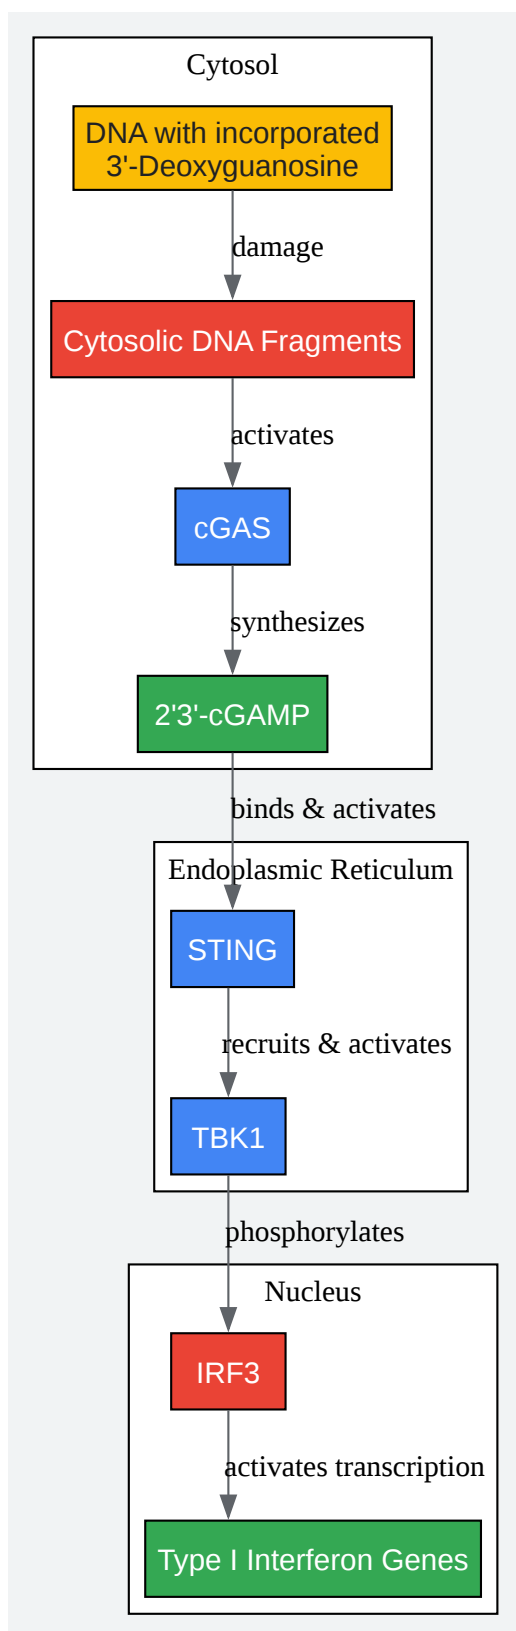 Cytosol
DNA with incorporated
3'-Deoxyguanosine
damage
Cytosolic DNA Fragments
activates
cGAS
synthesizes
2'3'-cGAMP
binds & activates
Endoplasmic Reticulum
STING
recruits & activates
TBK1
phosphorylates
Nucleus
IRF3
activates transcription
Type I Interferon Genes